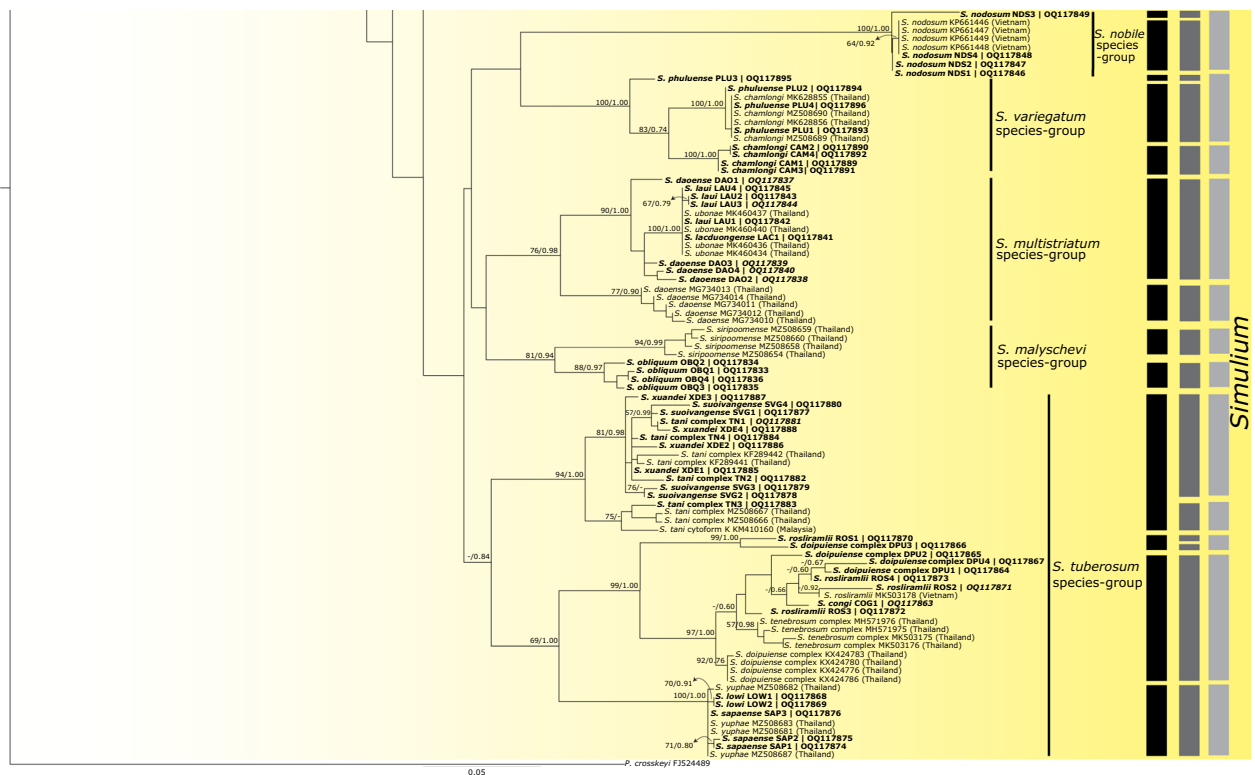 S. nodosum NDS3 | OQ117849
S. nodosum KP661446 (Vietnam)
100/1.00
S. nodosum KP661447 (Vietnam)
S. nobile
species
-group
64/0.92
S. nodosum KP661449 (Vietnam)
S. nodosum KP661448 (Vietnam)
S. nodosum NDS4 | OQ117848
S. nodosum NDS2 | OQ117847
S. nodosum NDS1 | OQ117846
S. phuluense PLU3 | OQ117895
S. phuluense PLU2 | OQ117894
S. chamlongi MK628855 (Thailand)
100/1.00
100/1.00
S. phuluense PLU4| OQ117896
S. chamlongi MZ508690 (Thailand)
S. variegatum
species-group
S. chamlongi MK628856 (Thailand)
83/0.74
S. phuluense PLU1 | OQ117893
S. chamlongi MZ508689 (Thailand)
S. chamlongi CAM2 | OQ117890
100/1.00
S. chamlongi CAM4| OQ117892
S. chamlongi CAM1 | OQ117889
S. chamlongi CAM3| OQ117891
S. daoense DAO1 | OQ117837
S. laui LAU4 | OQ117845
S. laui LAU2 | OQ117843
67/0.79
S. laui LAU3 | OQ117844
90/1.00
S. ubonae MK460437 (Thailand)
S. laui LAU1 | OQ117842
100/1.00
S. ubonae MK460440 (Thailand)
S. lacduongense LAC1 | OQ117841
S. ubonae MK460436 (Thailand)
S. multistriatum
species-group
76/0.98
S. ubonae MK460434 (Thailand)
S. daoense DAO3 | OQ117839
S. daoense DAO4 | OQ117840
S. daoense DAO2 | OQ117838
77/0.90
S. daoense MG734013 (Thailand)
S. daoense MG734014 (Thailand)
S. daoense MG734011 (Thailand)
S. daoense MG734012 (Thailand)
S. daoense MG734010 (Thailand)
S. siripoomense MZ508659 (Thailand)
94/0.99
S. siripoomense MZ508660 (Thailand)
S. siripoomense MZ508658 (Thailand)
S. malyschevi
species-group
81/0.94
S. siripoomense MZ508654 (Thailand)
S. obliquum OBQ2 | OQ117834
88/0.97
S. obliquum OBQ1 | OQ117833
S. obliquum OBQ4 | OQ117836
S. obliquum OBQ3 | OQ117835
Simulium
S. xuandei XDE3 | OQ117887
S. suoivangense SVG4 | OQ117880
57/0.99
S. suoivangense SVG1 | OQ117877
S. tani complex TN1 | OQ117881
81/0.98
S. xuandei XDE4 | OQ117888
S. tani complex TN4 | OQ117884
S. xuandei XDE2 | OQ117886
S. tani complex KF289442 (Thailand)
S. tani complex KF289441 (Thailand)
94/1.00
S. xuandei XDE1 | OQ117885
S. tani complex TN2 | OQ117882
76/-
S. suoivangense SVG3 | OQ117879
S. suoivangense SVG2 | OQ117878
S. tani complex TN3 | OQ117883
75/-
S. tani complex MZ508667 (Thailand)
S. tani complex MZ508666 (Thailand)
S. tani cytoform K KM410160 (Malaysia)
99/1.00
S. rosliramlii ROS1 | OQ117870
S. doipuiense complex DPU3 | OQ117866
-/0.84
S. doipuiense complex DPU2 | OQ117865
-/0.67
S. doipuiense complex DPU4 | OQ117867
-/0.60
S. doipuiense complex DPU1 | OQ117864
S. tuberosum
species-group
S. rosliramlii ROS4 | OQ117873
99/1.00
-/0.66
-/0.92
S. rosliramlii ROS2 | OQ117871
S. rosliramlii MK503178 (Vietnam)
S. congi COG1 | OQ117863
-/0.60
S. rosliramlii ROS3 | OQ117872
57/0.98
S. tenebrosum complex MH571976 (Thailand)
S. tenebrosum complex MH571975 (Thailand)
97/1.00
S. tenebrosum complex MK503175 (Thailand)
69/1.00
S. tenebrosum complex MK503176 (Thailand)
S. doipuiense complex KX424783 (Thailand)
92/0.76
S. doipuiense complex KX424780 (Thailand)
S. doipuiense complex KX424776 (Thailand)
S. doipuiense complex KX424786 (Thailand)
70/0.91
S. yuphae MZ508682 (Thailand)
100/1.00
S. lowi LOW1 | OQ117868
S. lowi LOW2 | OQ117869
S. sapaense SAP3 | OQ117876
S. yuphae MZ508683 (Thailand)
S. yuphae MZ508681 (Thailand)
71/0.80
S. sapaense SAP2 | OQ117875
S. sapaense SAP1 | OQ117874
S. yuphae MZ508687 (Thailand)
P. crosskeyi FJ524489
0.05